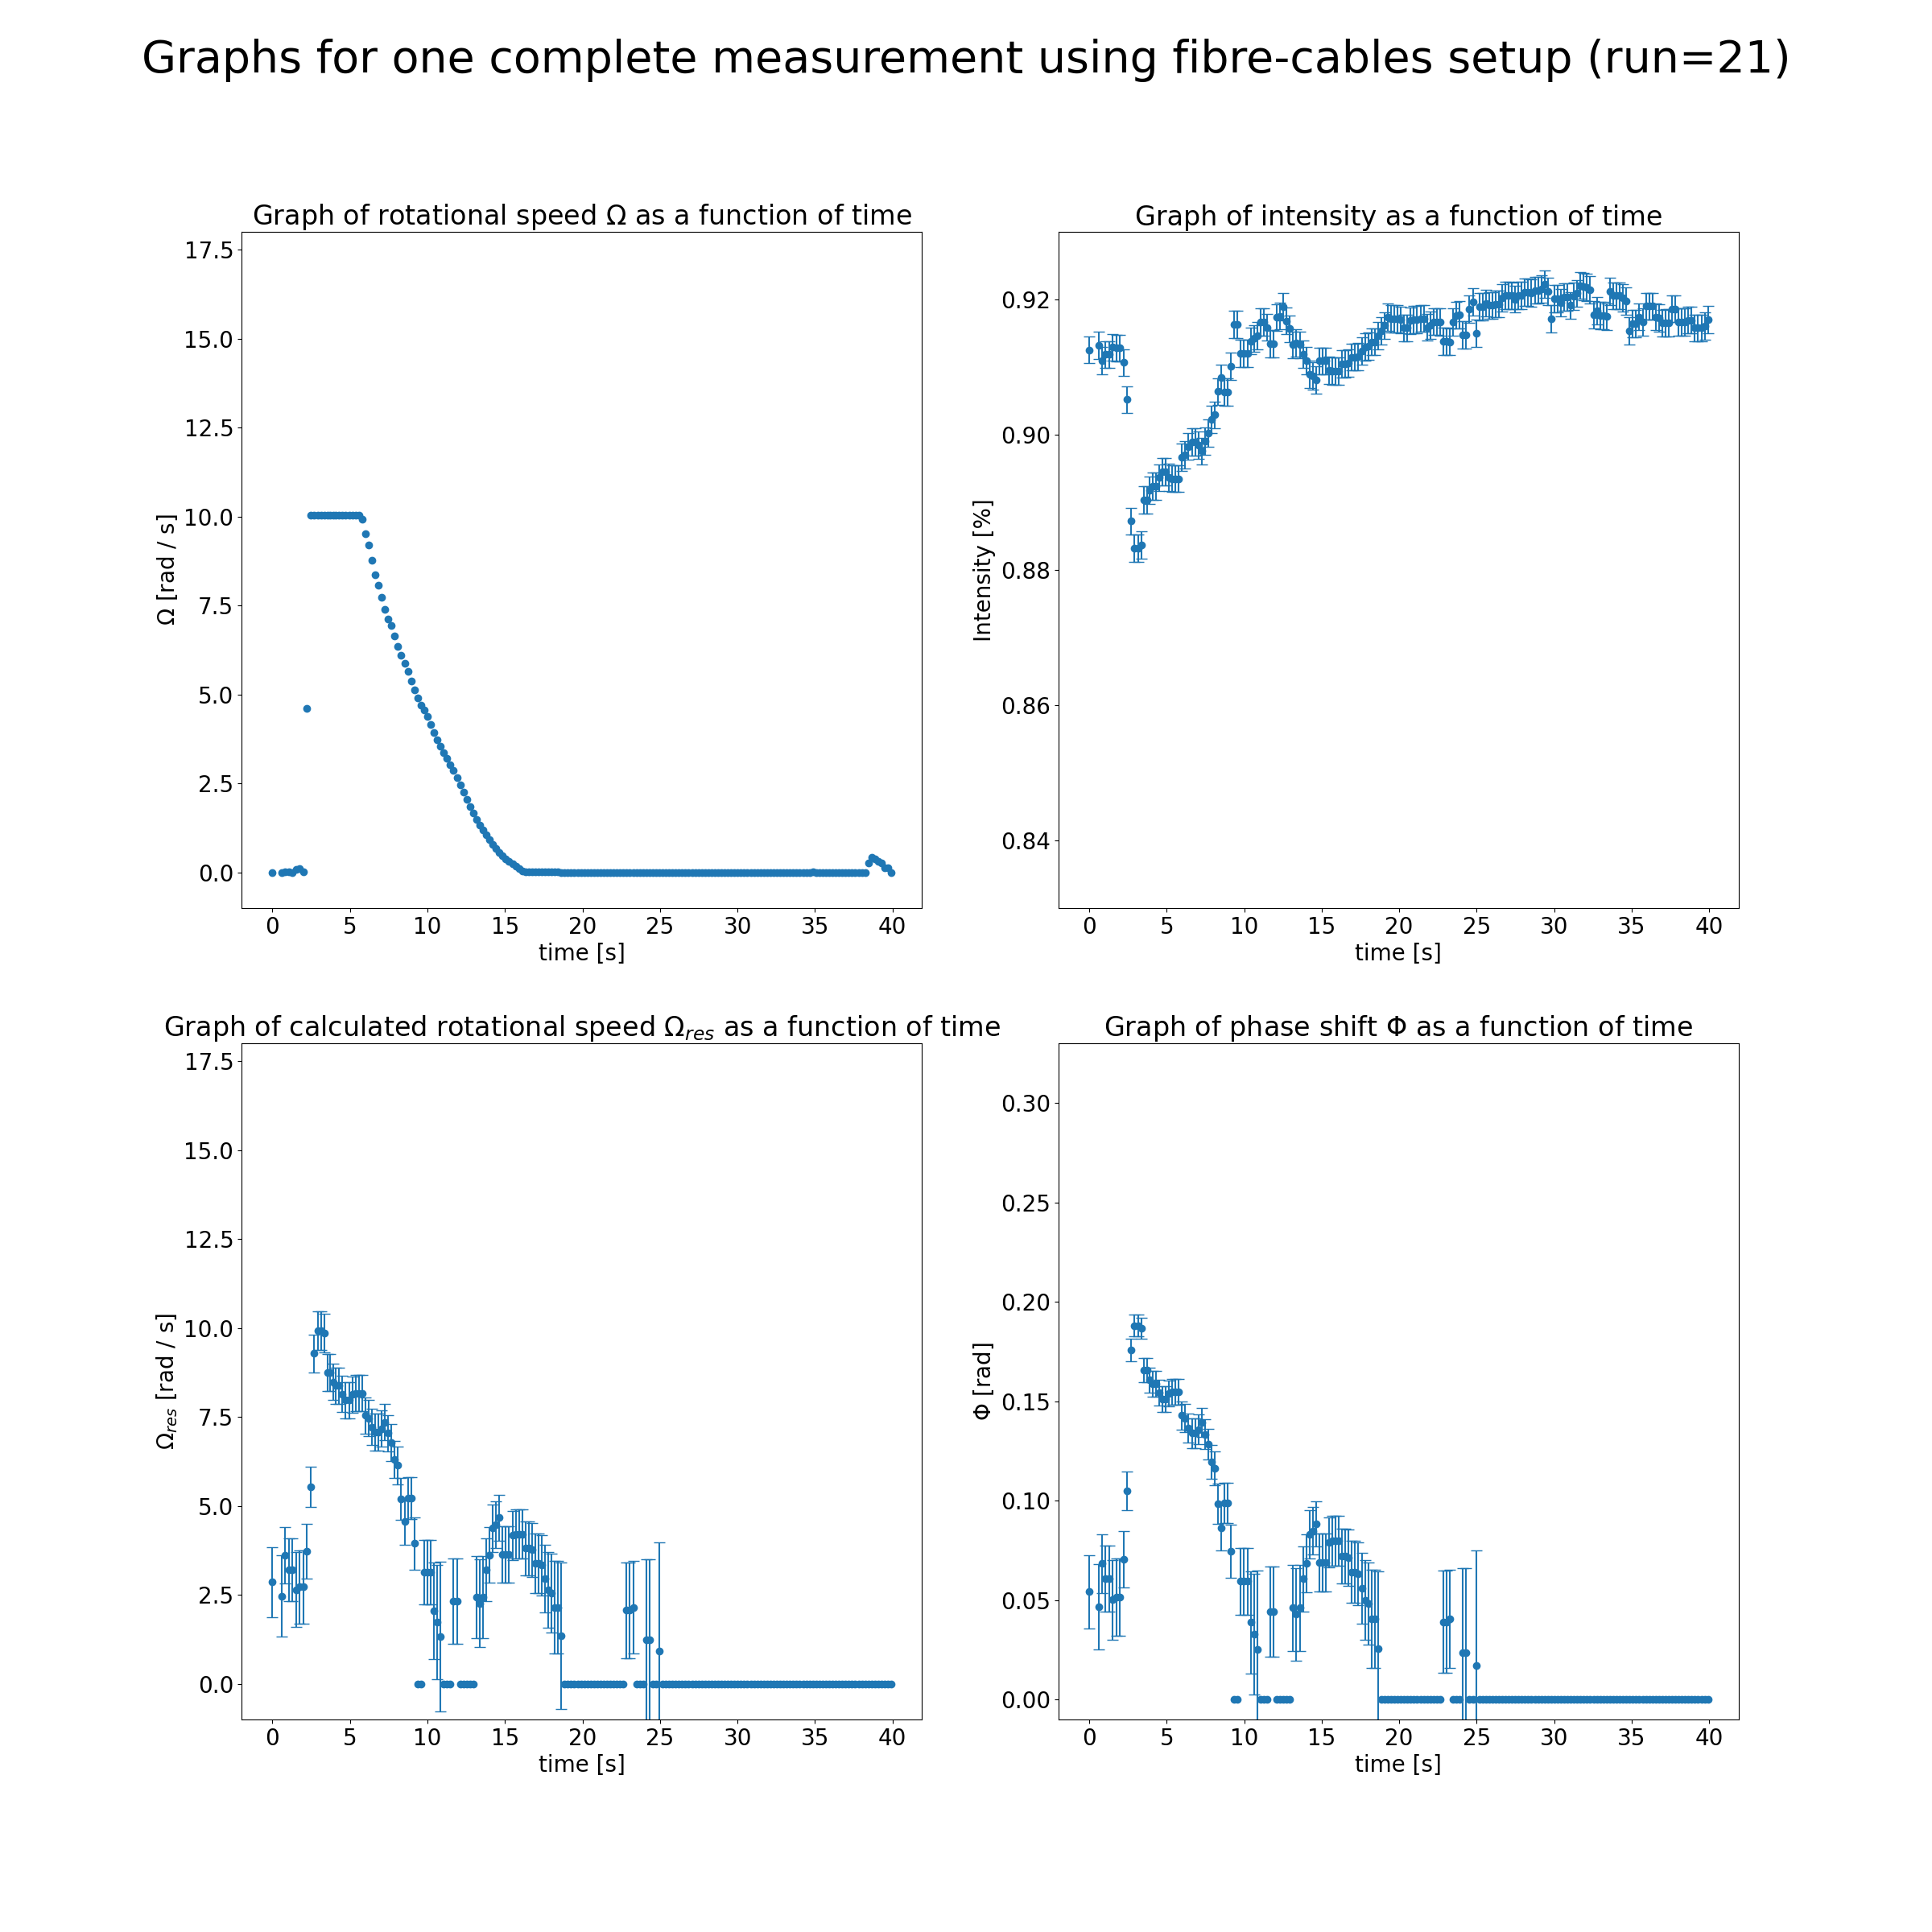 Graphs for one complete measurement using fibre-cables setup (run=21)
Graph of rotational speed Ω as a function of time
17.5
15.0
12.5
10.0
7.5
5.0
2.5
0.0
Ω [rad / s]
0 5 10 15 20 25 30 35 40
time [s]
Graph of intensity as a function of time
0.92
0.90
0.88
0.86
0.84
Intensity [%]
0 5 10 15 20 25 30 35 40
time [s]
Graph of calculated rotational speed Ωres as a function of time
17.5
15.0
12.5
10.0
7.5
5.0
2.5
0.0
Ωres [rad / s]
0 5 10 15 20 25 30 35 40
time [s]
Graph of phase shift Φ as a function of time
0.30
0.25
0.20
0.15
0.10
0.05
0.00
Φ [rad]
0 5 10 15 20 25 30 35 40
time [s]